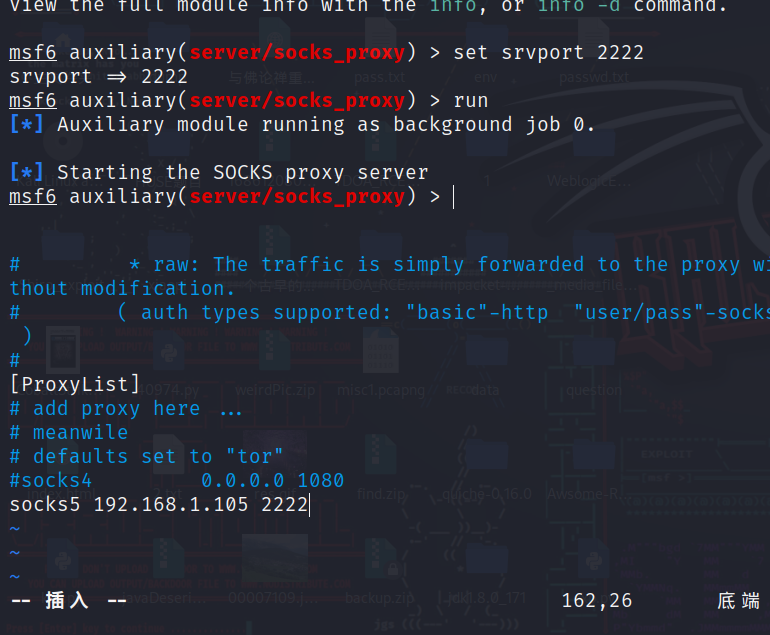 View the full module info with the info, or info -d command.
msf6 auxiliary(server/socks_proxy) > set srvport 2222
srvport => 2222
msf6 auxiliary(server/socks_proxy) > run
[*] Auxiliary module running as background job 0.
[*] Starting the SOCKS proxy server
msf6 auxiliary(server/socks_proxy) >
# * raw: The traffic is simply forwarded to the proxy wi
thout modification.
# ( auth types supported: "basic"-http "user/pass"-socks
)
#
[ProxyList]
# add proxy here ...
# meanwile
# defaults set to "tor"
#socks4 0.0.0.0 1080
socks5 192.168.1.105 2222
~
~
~
-- 插入 -- 162,26 底端